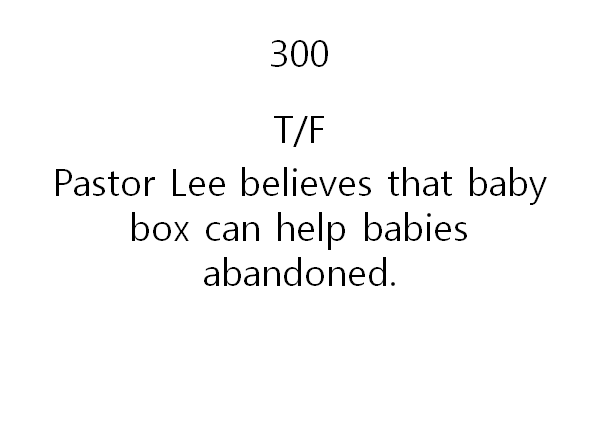 300
T/F
Pastor Lee believes that baby
box can help babies
abandoned.